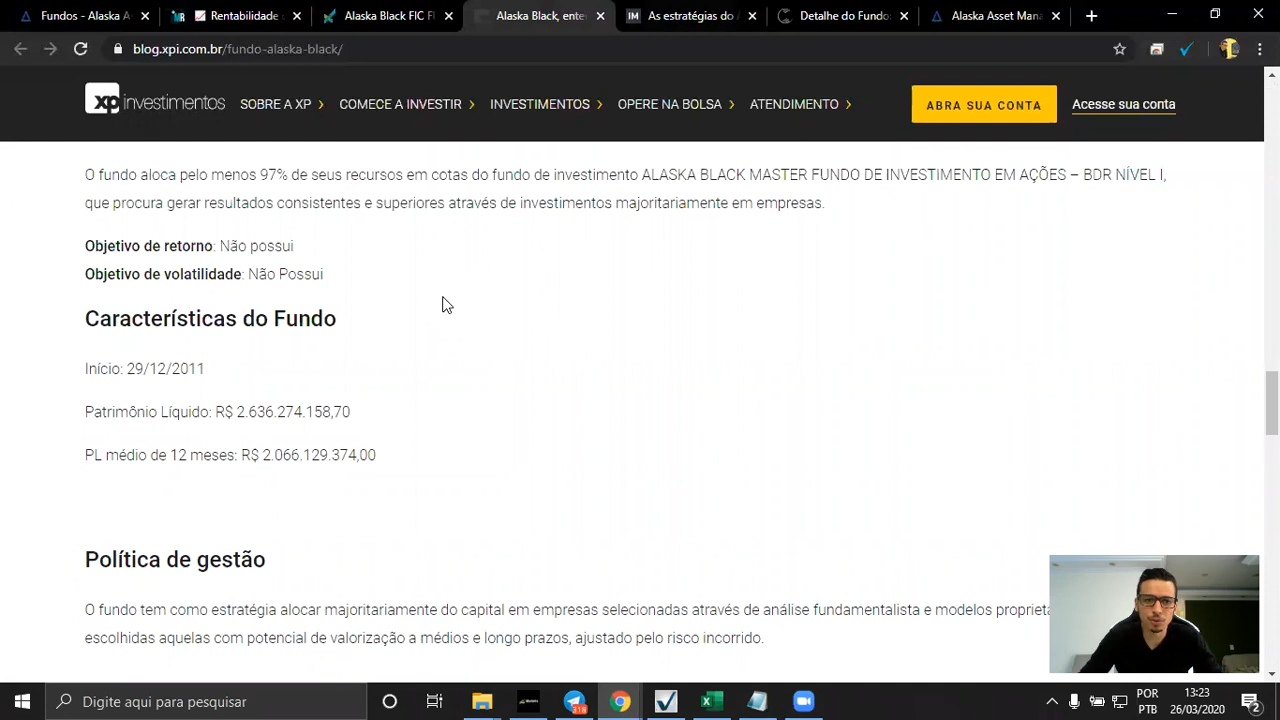 Fundos - Alaska A
Rentabilidade
Alaska Black FIC FI
Alaska Black, ente
As estratégias do A
Detalhe do Fundo
Alaska Asset Mana
blog.xpi.com.br/fundo-alaska-black/
xp investimentos SOBRE A XP COMECE A INVESTIR INVESTIMENTOS OPERE NA BOLSA ATENDIMENTO ABRA SUA CONTA Acesse sua conta
O fundo aloca pelo menos 97% de seus recursos em cotas do fundo de investimento ALASKA BLACK MASTER FUNDO DE INVESTIMENTO EM AÇÕES – BDR NÍVEL I,
que procura gerar resultados consistentes e superiores através de investimentos majoritariamente em empresas.
Objetivo de retorno: Não possui
Objetivo de volatilidade: Não Possui
Características do Fundo
Início: 29/12/2011
Patrimônio Líquido: R$ 2.636.274.158,70
PL médio de 12 meses: R$ 2.066.129.374,00
Política de gestão
O fundo tem como estratégia alocar majoritariamente do capital em empresas selecionadas através de análise fundamentalista e modelos proprieta
escolhidas aquelas com potencial de valorização a médios e longo prazos, ajustado pelo risco incorrido.
Digite aqui para pesquisar
POR
PTB2
13:23
26/03/2020
2